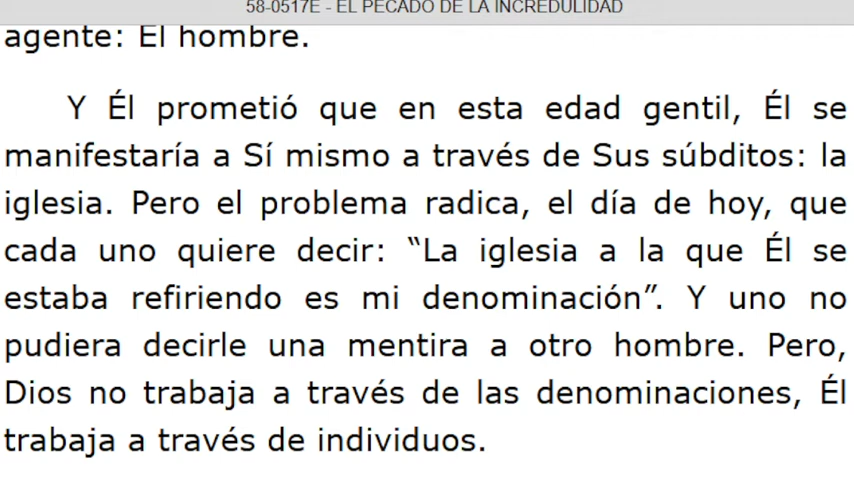 58-0517E - EL PECADO DE LA INCREDULIDAD
agente: El hombre.
Y Él prometió que en esta edad gentil, Él se
manifestaría a Sí mismo a través de Sus súbditos: la
iglesia. Pero el problema radica, el día de hoy, que
cada uno quiere decir: “La iglesia a la que Él se
estaba refiriendo es mi denominación”. Y uno no
pudiera decirle una mentira a otro hombre. Pero,
Dios no trabaja a través de las denominaciones, Él
trabaja a través de individuos.